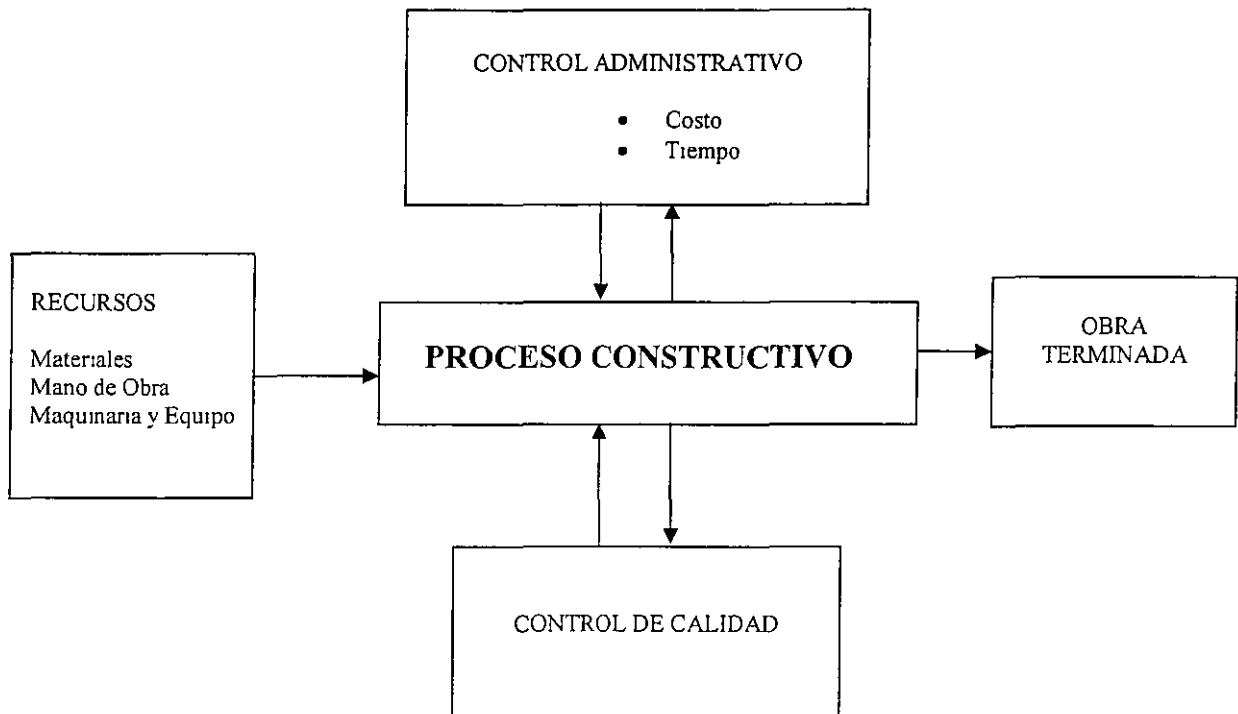 CONTROL ADMINISTRATIVO
• Costo
• Tiempo
RECURSOS
Materiales
Mano de Obra
Maquinaria y Equipo
PROCESO CONSTRUCTIVO
OBRA
TERMINADA
CONTROL DE CALIDAD